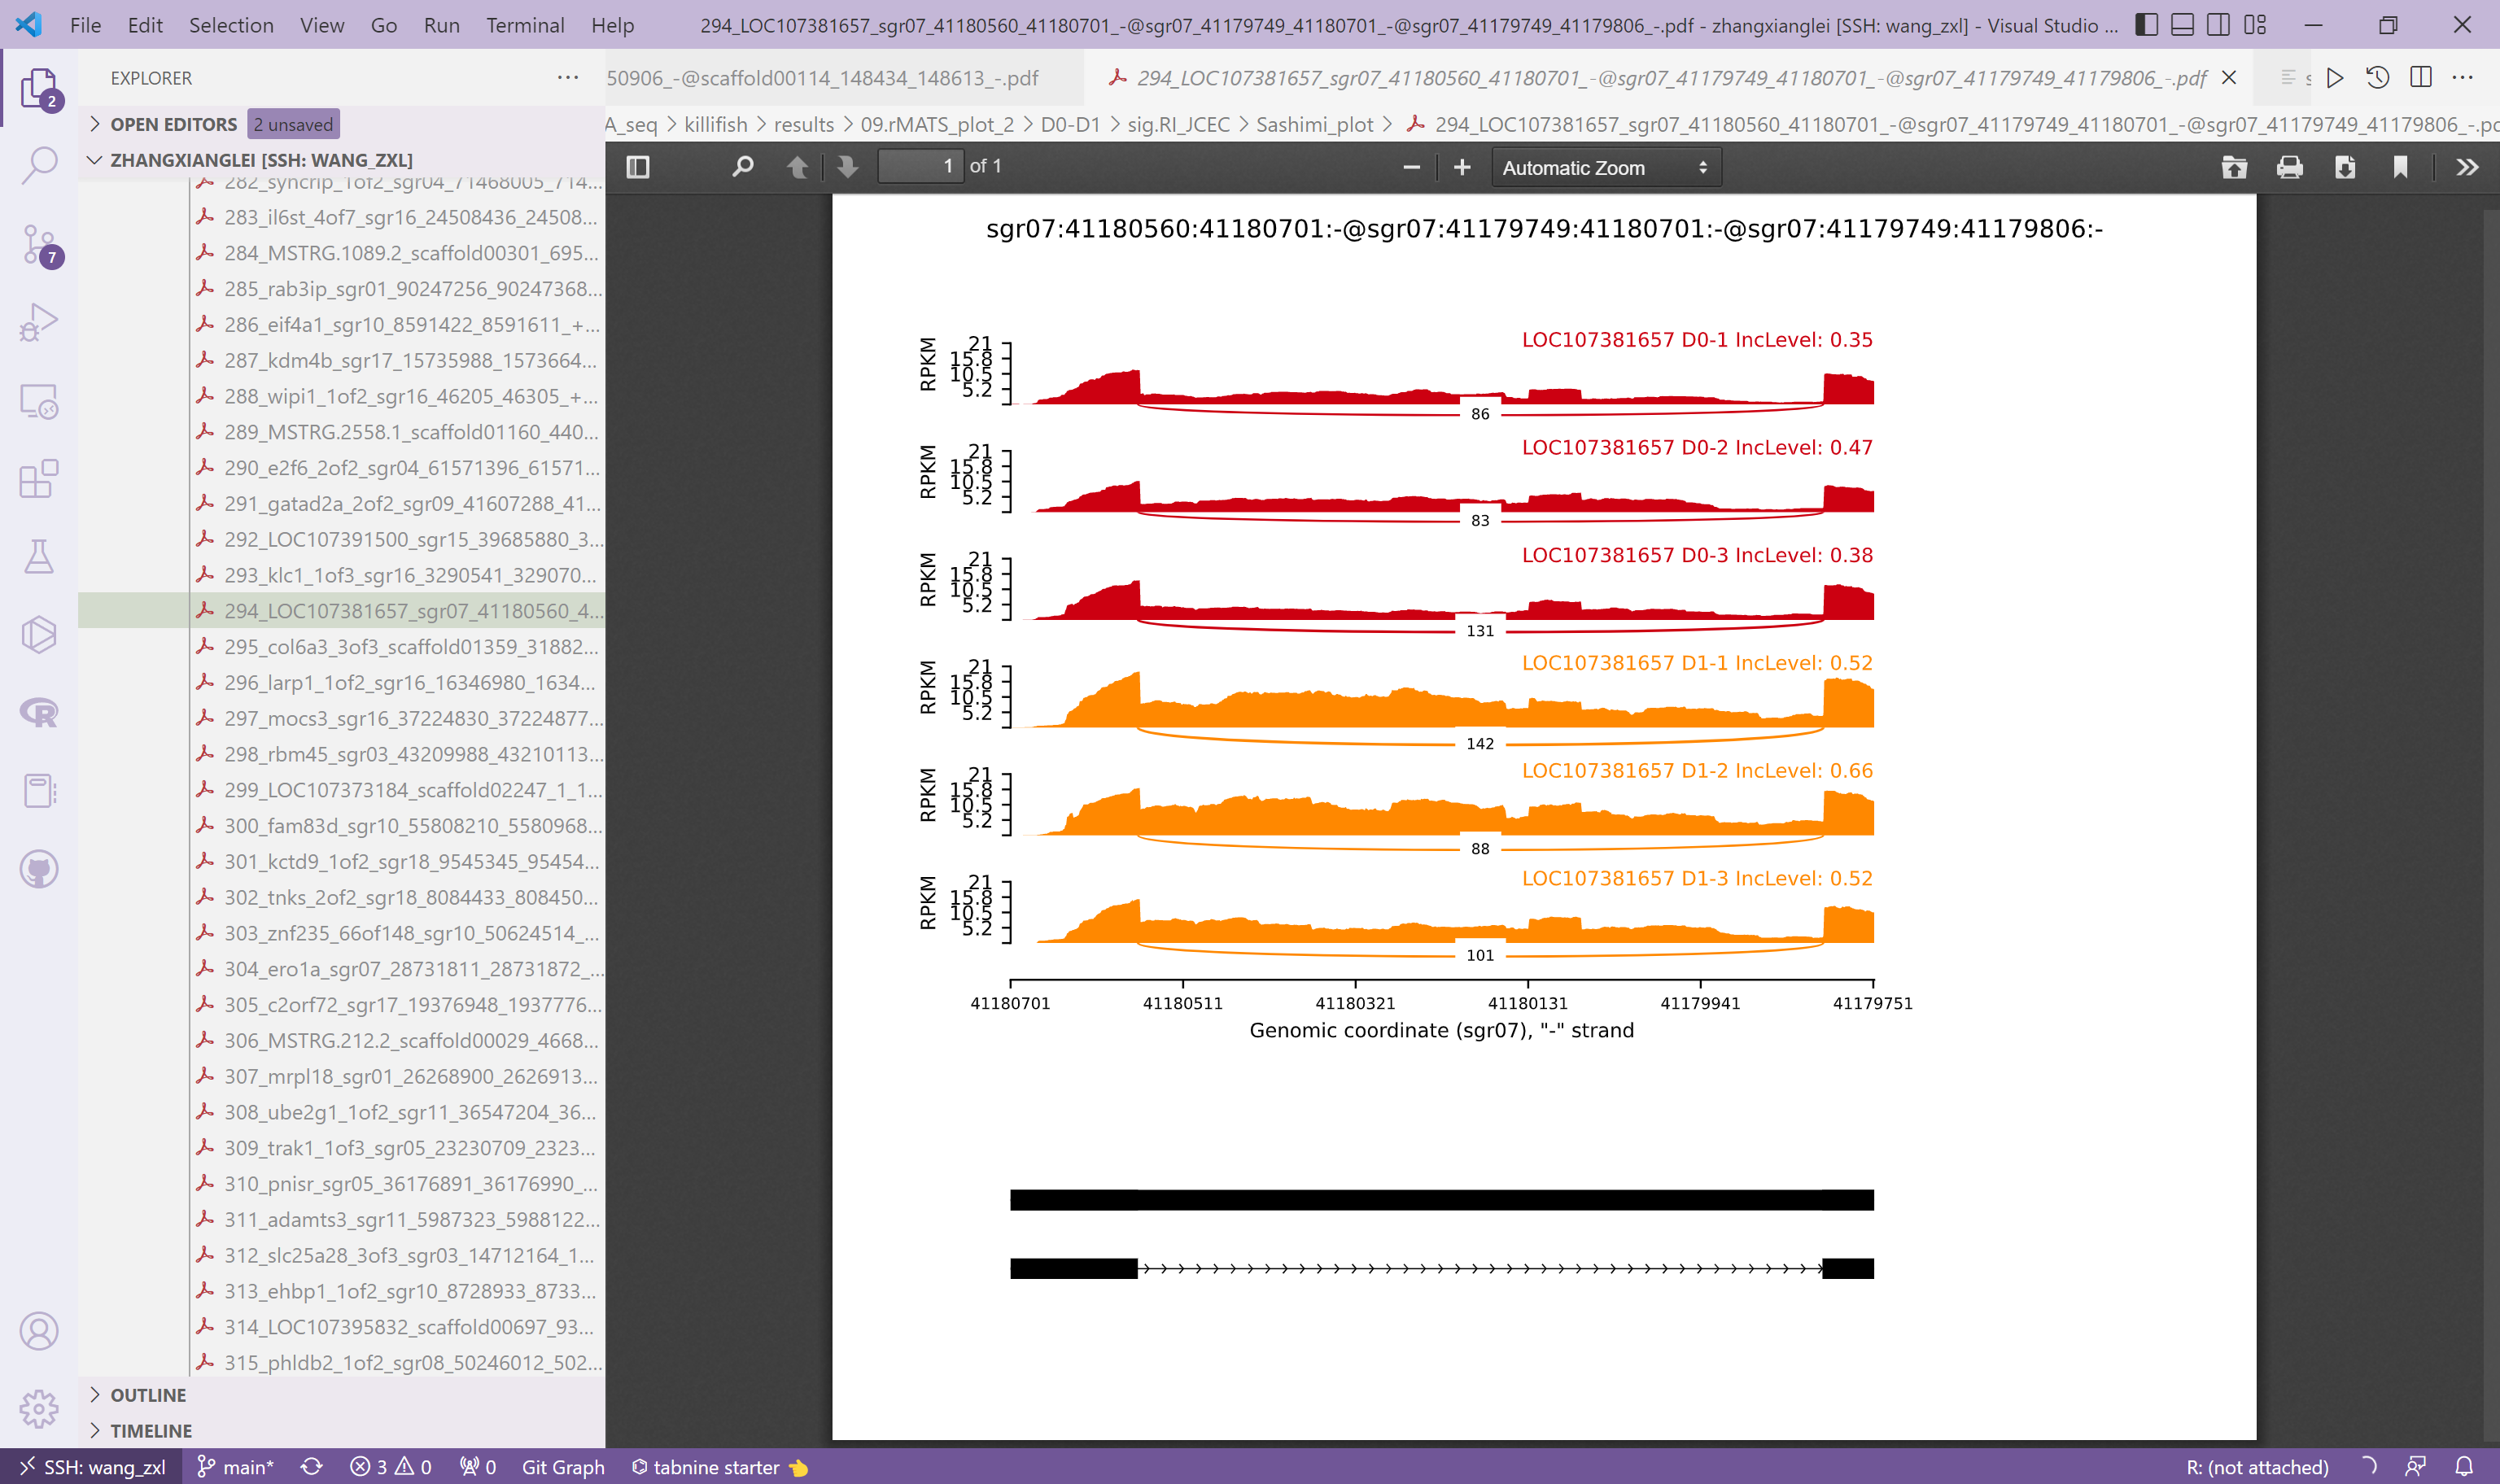 File Edit Selection View Go Run Terminal Help 294_LOC107381657_sgr07_41180560_41180701_-@sgr07_41179749_41180701_-@sgr07_41179749_41179806_-.pdf - zhangxianglei [SSH: wang_zxl] - Visual Studio ...
EXPLORER
50906_-@scaffold00114_148434_148613_-.pdf
294_LOC107381657_sgr07_41180560_41180701_-@sgr07_41179749_41180701_-@sgr07_41179749_41179806_-.pdf
A_seq > killifish > results > 09.rMATS_plot_2 > D0-D1 > sig.RI_JCEC > Sashimi_plot > 294_LOC107381657_sgr07_41180560_41180701_-@sgr07_41179749_41180701_-@sgr07_41179749_41179806_-.pd
1 of 1
Automatic Zoom
2
7
OPEN EDITORS 2 unsaved
ZHANGXIANGLEI [SSH: WANG_ZXL]
282_syncrip_1of2_sgr04_71468005_714...
283_il6st_4of7_sgr16_24508436_24508...
284_MSTRG.1089.2_scaffold00301_695...
285_rab3ip_sgr01_90247256_90247368...
286_eif4a1_sgr10_8591422_8591611_+...
287_kdm4b_sgr17_15735988_1573664...
288_wipi1_1of2_sgr16_46205_46305_+...
289_MSTRG.2558.1_scaffold01160_440...
290_e2f6_2of2_sgr04_61571396_61571...
291_gatad2a_2of2_sgr09_41607288_41...
292_LOC107391500_sgr15_39685880_3...
293_klc1_1of3_sgr16_3290541_329070...
294_LOC107381657_sgr07_41180560_4...
295_col6a3_3of3_scaffold01359_31882...
296_larp1_1of2_sgr16_16346980_1634...
297_mocs3_sgr16_37224830_37224877...
298_rbm45_sgr03_43209988_43210113...
299_LOC107373184_scaffold02247_1_1...
300_fam83d_sgr10_55808210_5580968...
301_kctd9_1of2_sgr18_9545345_95454...
302_tnks_2of2_sgr18_8084433_808450...
303_znf235_66of148_sgr10_50624514_...
304_ero1a_sgr07_28731811_28731872_...
305_c2orf72_sgr17_19376948_1937776...
306_MSTRG.212.2_scaffold00029_4668...
307_mrpl18_sgr01_26268900_2626913...
308_ube2g1_1of2_sgr11_36547204_36...
309_trak1_1of3_sgr05_23230709_2323...
310_pnisr_sgr05_36176891_36176990_...
311_adamts3_sgr11_5987323_5988122...
312_slc25a28_3of3_sgr03_14712164_1...
313_ehbp1_1of2_sgr10_8728933_8733...
314_LOC107395832_scaffold00697_93...
315_phldb2_1of2_sgr08_50246012_502...
OUTLINE
TIMELINE
sgr07:41180560:41180701:-@sgr07:41179749:41180701:-@sgr07:41179749:41179806:-
RPKM
21
15.8
10.5
5.2
LOC107381657 D0-1 IncLevel: 0.35
86
RPKM
21
15.8
10.5
5.2
LOC107381657 D0-2 IncLevel: 0.47
83
RPKM
21
15.8
10.5
5.2
LOC107381657 D0-3 IncLevel: 0.38
131
RPKM
21
15.8
10.5
5.2
LOC107381657 D1-1 IncLevel: 0.52
142
RPKM
21
15.8
10.5
5.2
LOC107381657 D1-2 IncLevel: 0.66
88
RPKM
21
15.8
10.5
5.2
LOC107381657 D1-3 IncLevel: 0.52
101
41180701 41180511 41180321 41180131 41179941 41179751
Genomic coordinate (sgr07), "-" strand
SSH: wang_zxl main* 3 0 0 Git Graph tabnine starter R: (not attached)